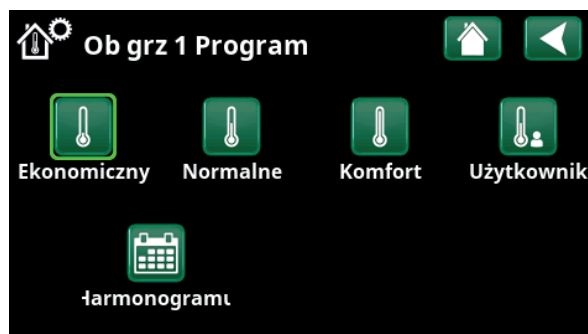 Ob grz 1 Program
Ekonomiczny Normalne Komfort Użytkownik
Harmonogramu